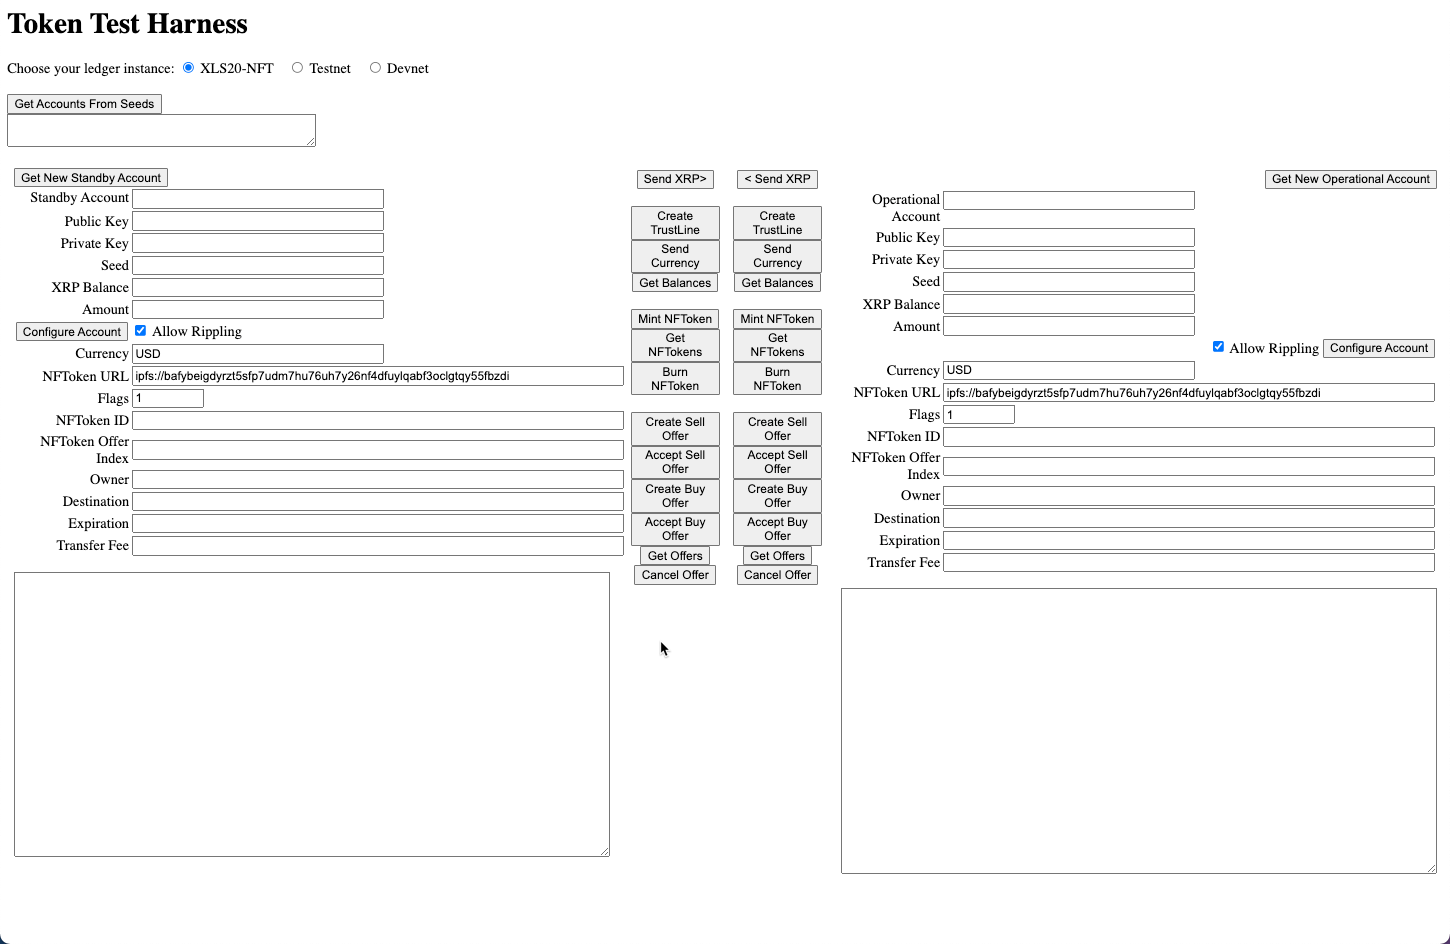 Token Test Harness
Choose your ledger instance: XLS20-NFT Testnet Devnet
Get Accounts From Seeds
Get New Standby Account
Standby Account
Public Key
Private Key
Seed
XRP Balance
Amount
Configure Account Allow Rippling
Currency USD
NFToken URL ipfs://bafybeigdyrzt5sfp7udm7hu76uh7y26nf4dfuylqabf3oclgtqy55fbzdi
Flags 1
NFToken ID
NFToken Offer
Index
Owner
Destination
Expiration
Transfer Fee
Send XRP>
Create
TrustLine
Send
Currency
Get Balances
Mint NFToken
Get
NFTokens
Burn
NFToken
Create Sell
Offer
Accept Sell
Offer
Create Buy
Offer
Accept Buy
Offer
Get Offers
Cancel Offer
< Send XRP
Create
TrustLine
Send
Currency
Get Balances
Mint NFToken
Get
NFTokens
Burn
NFToken
Create Sell
Offer
Accept Sell
Offer
Create Buy
Offer
Accept Buy
Offer
Get Offers
Cancel Offer
Get New Operational Account
Operational
Account
Public Key
Private Key
Seed
XRP Balance
Amount
Allow Rippling Configure Account
Currency USD
NFToken URL ipfs://bafybeigdyrzt5sfp7udm7hu76uh7y26nf4dfuylqabf3oclgtqy55fbzdi
Flags 1
NFToken ID
NFToken Offer
Index
Owner
Destination
Expiration
Transfer Fee